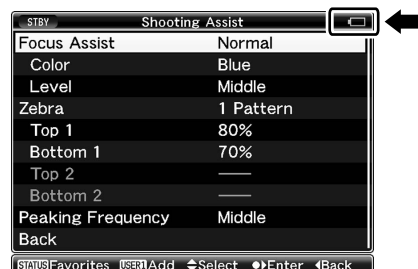 STBY Shooting Assist
Focus Assist Normal
Color Blue
Level Middle
Zebra 1 Pattern
Top 1 80%
Bottom 1 70%
Top 2 ——
Bottom 2 ——
Peaking Frequency Middle
Back
STATUS Favorites USER1 Add Select Enter Back